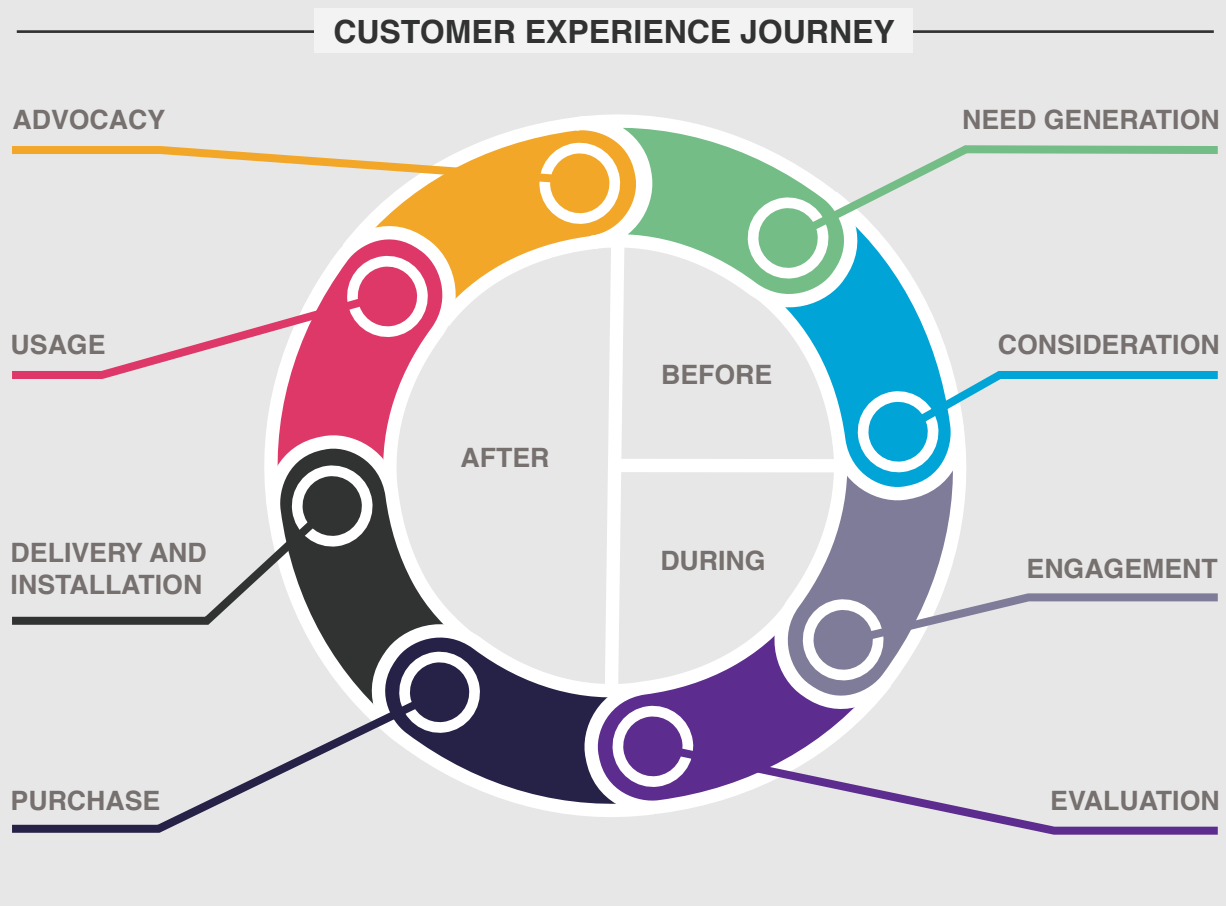 CUSTOMER EXPERIENCE JOURNEY
ADVOCACY
NEED GENERATION
USAGE
CONSIDERATION
BEFORE
AFTER
DELIVERY AND
INSTALLATION
DURING
ENGAGEMENT
PURCHASE
EVALUATION